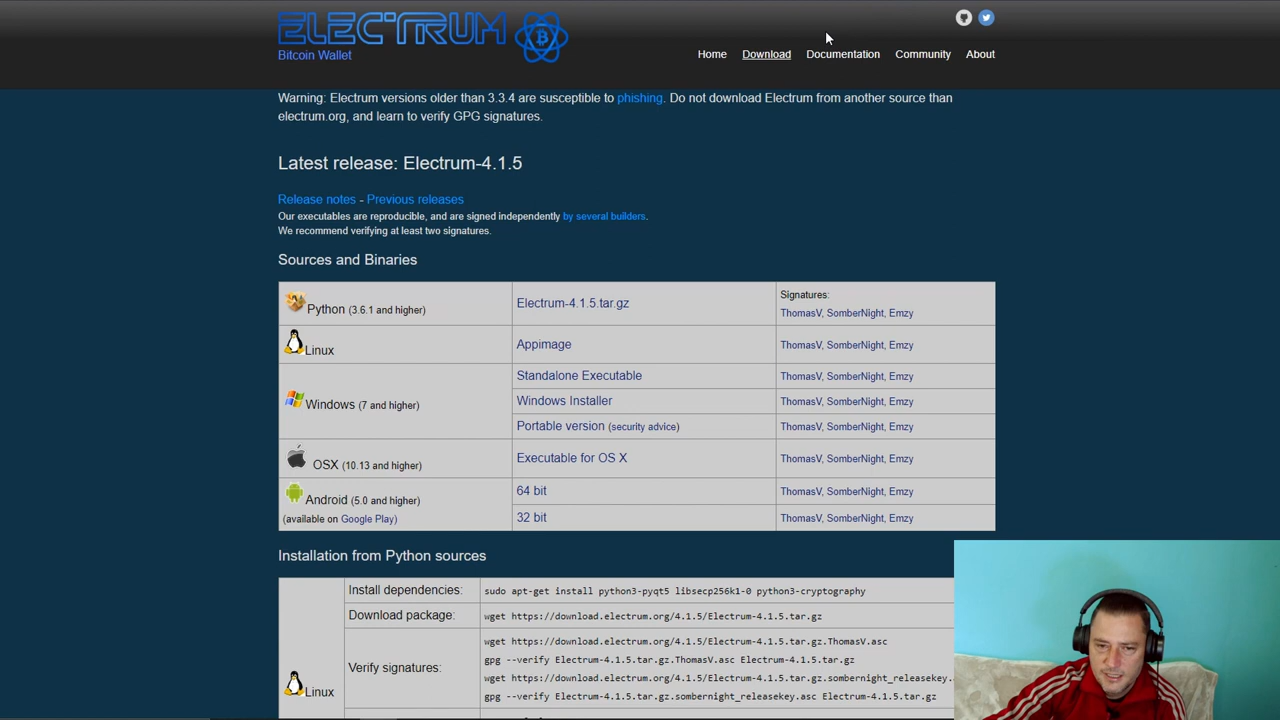 ELECTRUM
Bitcoin Wallet
Home Download Documentation Community About
Warning: Electrum versions older than 3.3.4 are susceptible to phishing. Do not download Electrum from another source than
electrum.org, and learn to verify GPG signatures.
Latest release: Electrum-4.1.5
Release notes - Previous releases
Our executables are reproducible, and are signed independently by several builders.
We recommend verifying at least two signatures.
Sources and Binaries
Python (3.6.1 and higher)
Electrum-4.1.5.tar.gz
Signatures:
ThomasV, SomberNight, Emzy
Linux
Appimage
ThomasV, SomberNight, Emzy
Windows (7 and higher)
Standalone Executable
ThomasV, SomberNight, Emzy
Windows Installer
ThomasV, SomberNight, Emzy
Portable version (security advice)
ThomasV, SomberNight, Emzy
OSX (10.13 and higher)
Executable for OS X
ThomasV, SomberNight, Emzy
Android (5.0 and higher)
(available on Google Play)
64 bit
ThomasV, SomberNight, Emzy
32 bit
ThomasV, SomberNight, Emzy
Installation from Python sources
Linux
Install dependencies:
sudo apt-get install python3-pyqt5 libsecp256k1-0 python3-cryptography
Download package:
wget https://download.electrum.org/4.1.5/Electrum-4.1.5.tar.gz
Verify signatures:
wget https://download.electrum.org/4.1.5/Electrum-4.1.5.tar.gz.ThomasV.asc
gpg --verify Electrum-4.1.5.tar.gz.ThomasV.asc Electrum-4.1.5.tar.gz
wget https://download.electrum.org/4.1.5/Electrum-4.1.5.tar.gz.sombernight_releasekey.
gpg --verify Electrum-4.1.5.tar.gz.sombernight_releasekey.asc Electrum-4.1.5.tar.gz